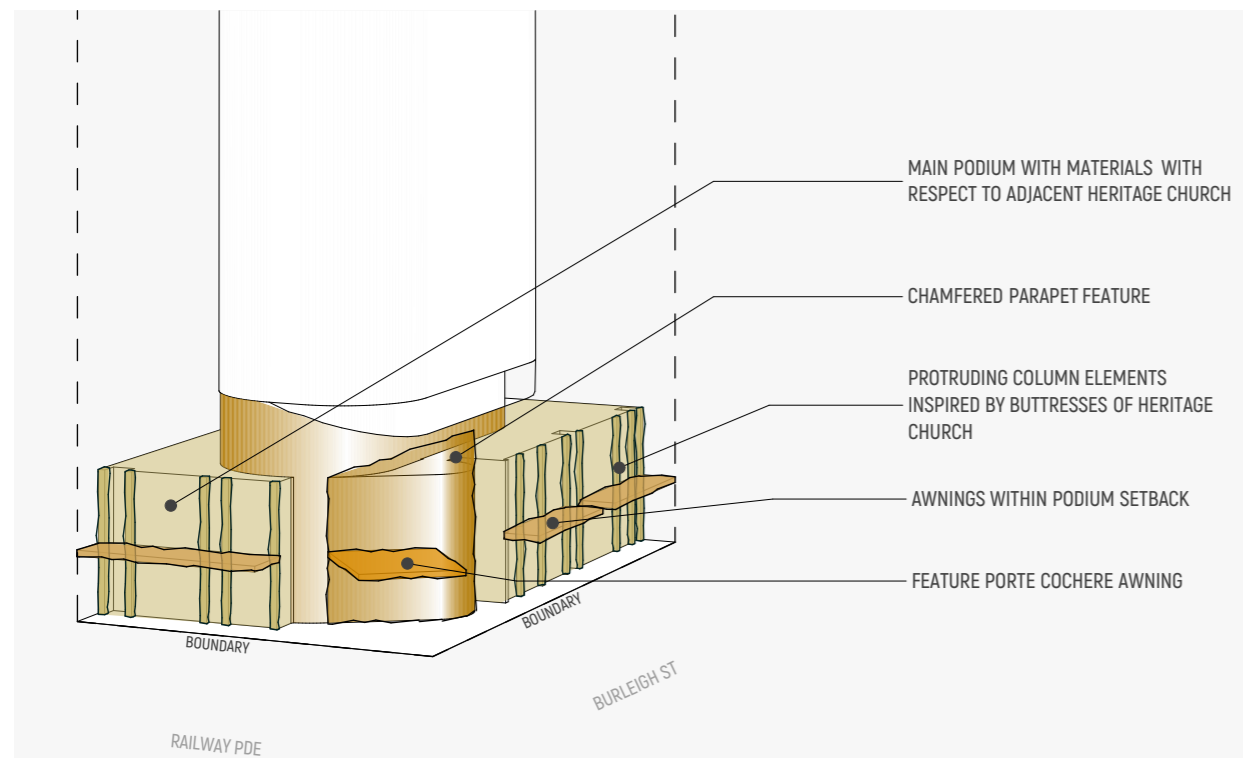 MAIN PODIUM WITH MATERIALS WITH
RESPECT TO ADJACENT HERITAGE CHURCH
CHAMFERED PARAPET FEATURE
PROTRUDING COLUMN ELEMENTS
INSPIRED BY BUTTRESSES OF HERITAGE
CHURCH
AWNINGS WITHIN PODIUM SETBACK
FEATURE PORTE COCHERE AWNING
BOUNDARY
BOUNDARY
BURLEIGH ST
RAILWAY PDE